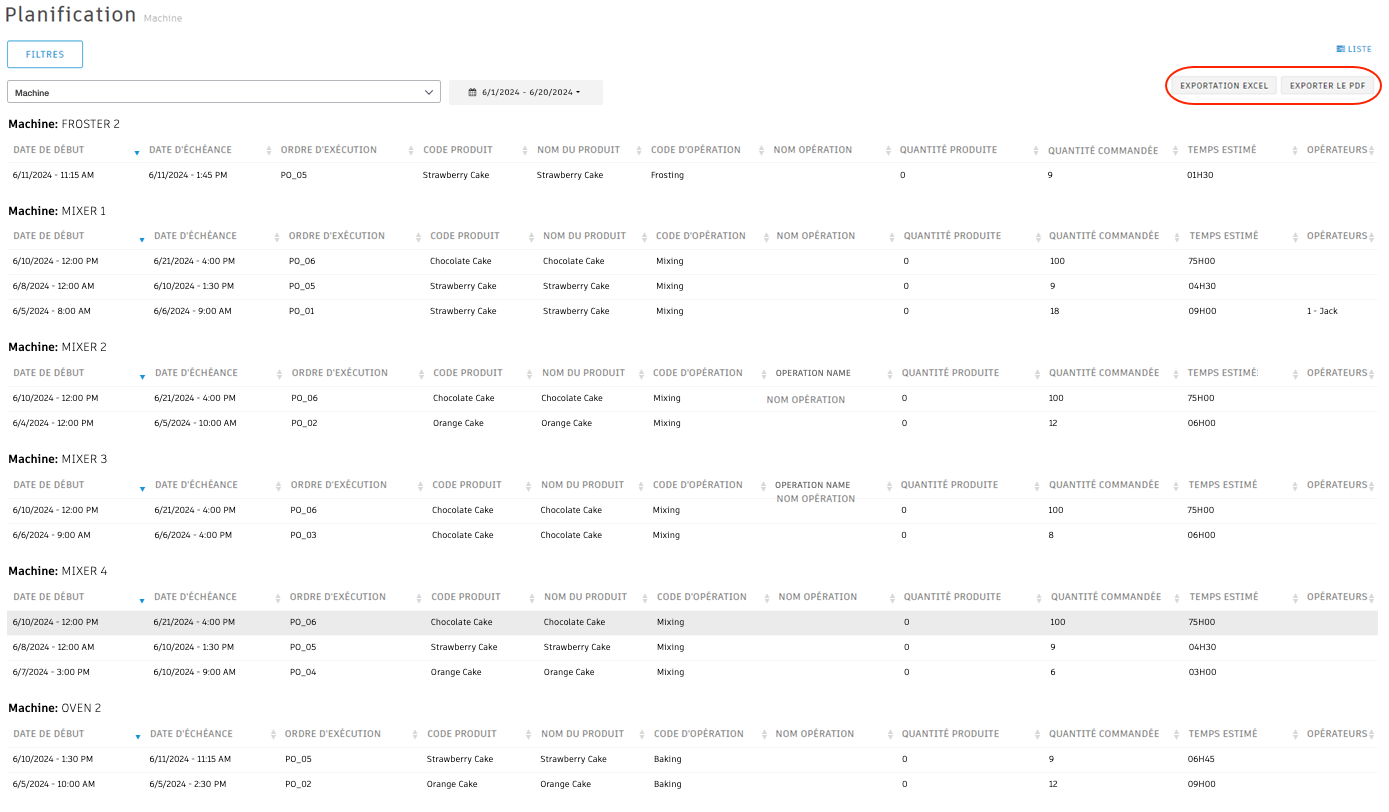 Planification Machine
FILTRES
LISTE
Machine 6/1/2024 - 6/20/2024 EXPORTATION EXCEL EXPORTER LE PDF
Machine: FROSTER 2
DATE DE DÉBUT DATE D'ÉCHÉANCE ORDRE D'EXÉCUTION CODE PRODUIT NOM DU PRODUIT CODE D'OPÉRATION NOM OPÉRATION QUANTITÉ PRODUITE QUANTITÉ COMMANDÉE TEMPS ESTIMÉ OPÉRATEURS
6/11/2024 - 11:15 AM 6/11/2024 - 1:45 PM PO_05 Strawberry Cake Strawberry Cake Frosting 0 9 01H30
Machine: MIXER 1
DATE DE DÉBUT DATE D'ÉCHÉANCE ORDRE D'EXÉCUTION CODE PRODUIT NOM DU PRODUIT CODE D'OPÉRATION NOM OPÉRATION QUANTITÉ PRODUITE QUANTITÉ COMMANDÉE TEMPS ESTIMÉ OPÉRATEURS
6/10/2024 - 12:00 PM 6/21/2024 - 4:00 PM PO_06 Chocolate Cake Chocolate Cake Mixing 0 100 75H00
6/8/2024 - 12:00 AM 6/10/2024 - 1:30 PM PO_05 Strawberry Cake Strawberry Cake Mixing 0 9 04H30
6/5/2024 - 8:00 AM 6/6/2024 - 9:00 AM PO_01 Strawberry Cake Strawberry Cake Mixing 0 18 09H00 1 - Jack
Machine: MIXER 2
DATE DE DÉBUT DATE D'ÉCHÉANCE ORDRE D'EXÉCUTION CODE PRODUIT NOM DU PRODUIT CODE D'OPÉRATION OPERATION NAME QUANTITÉ PRODUITE QUANTITÉ COMMANDÉE TEMPS ESTIMÉ: OPÉRATEURS
6/10/2024 - 12:00 PM 6/21/2024 - 4:00 PM PO_06 Chocolate Cake Chocolate Cake Mixing NOM OPÉRATION 0 100 75H00
6/4/2024 - 12:00 PM 6/5/2024 - 10:00 AM PO_02 Orange Cake Orange Cake Mixing 0 12 06H00
Machine: MIXER 3
DATE DE DÉBUT DATE D'ÉCHÉANCE ORDRE D'EXÉCUTION CODE PRODUIT NOM DU PRODUIT CODE D'OPÉRATION OPERATION NAME QUANTITÉ PRODUITE QUANTITÉ COMMANDÉE TEMPS ESTIMÉ OPÉRATEURS
NOM OPÉRATION
6/10/2024 - 12:00 PM 6/21/2024 - 4:00 PM PO_06 Chocolate Cake Chocolate Cake Mixing 0 100 75H00
6/6/2024 - 9:00 AM 6/6/2024 - 4:00 PM PO_03 Chocolate Cake Chocolate Cake Mixing 0 8 06H00
Machine: MIXER 4
DATE DE DÉBUT DATE D'ÉCHÉANCE ORDRE D'EXÉCUTION CODE PRODUIT NOM DU PRODUIT CODE D'OPÉRATION NOM OPÉRATION QUANTITÉ PRODUITE QUANTITÉ COMMANDÉE TEMPS ESTIMÉ OPÉRATEURS
6/10/2024 - 12:00 PM 6/21/2024 - 4:00 PM PO_06 Chocolate Cake Chocolate Cake Mixing 0 100 75H00
6/8/2024 - 12:00 AM 6/10/2024 - 1:30 PM PO_05 Strawberry Cake Strawberry Cake Mixing 0 9 04H30
6/7/2024 - 3:00 PM 6/10/2024 - 9:00 AM PO_04 Orange Cake Orange Cake Mixing 0 6 03H00
Machine: OVEN 2
DATE DE DÉBUT DATE D'ÉCHÉANCE ORDRE D'EXÉCUTION CODE PRODUIT NOM DU PRODUIT CODE D'OPÉRATION NOM OPÉRATION QUANTITÉ PRODUITE QUANTITÉ COMMANDÉE TEMPS ESTIMÉ OPÉRATEURS
6/10/2024 - 1:30 PM 6/11/2024 - 11:15 AM PO_05 Strawberry Cake Strawberry Cake Baking 0 9 06H45
6/5/2024 - 10:00 AM 6/5/2024 - 2:30 PM PO_02 Orange Cake Orange Cake Baking 0 12 09H00